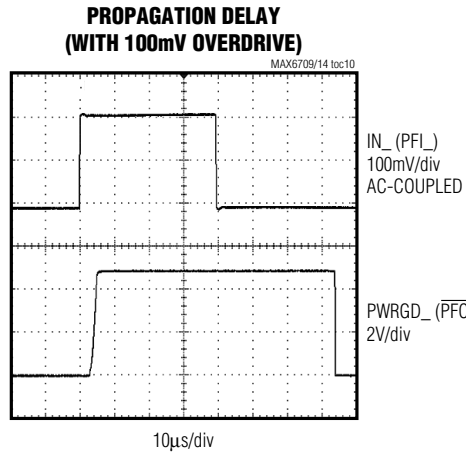 PROPAGATION DELAY
(WITH 100mV OVERDRIVE)
MAX6709/14 toc10
IN_ (PFI_)
100mV/div
AC-COUPLED
PWRGD_
2V/div
10μs/div